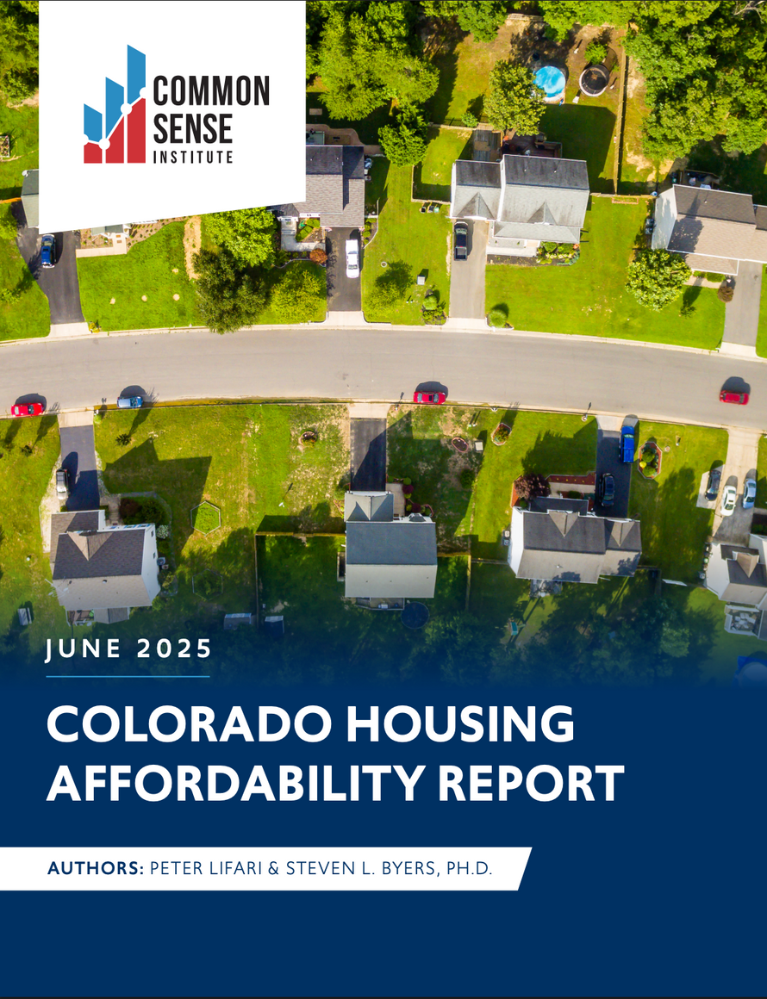 COMMON
SENSE
INSTITUTE
JUNE 2025
COLORADO HOUSING
AFFORDABILITY REPORT
AUTHORS: PETER LIFARI & STEVEN L. BYERS, PH.D.